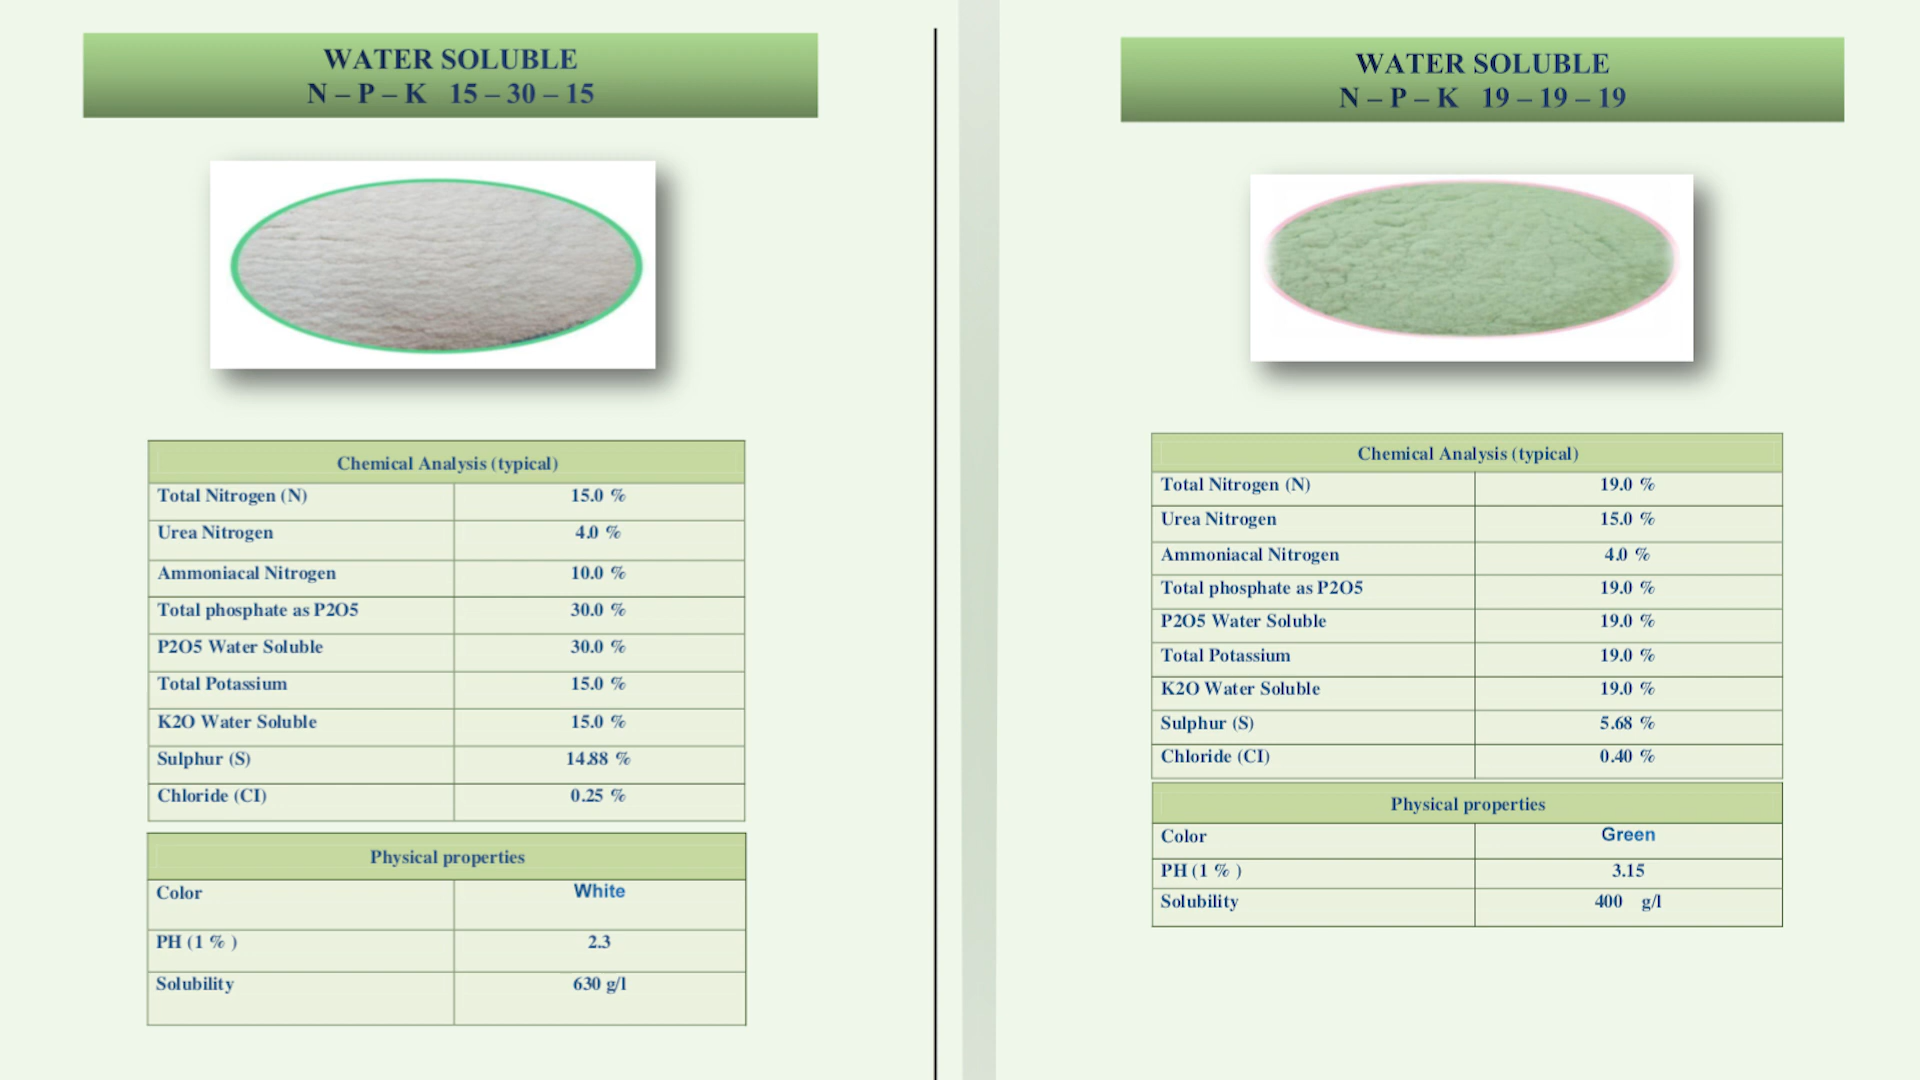 WATER SOLUBLE
N – P – K 15 – 30 – 15
Chemical Analysis (typical)
Total Nitrogen (N) 15.0 %
Urea Nitrogen 4.0 %
Ammoniacal Nitrogen 10.0 %
Total phosphate as P2O5 30.0 %
P2O5 Water Soluble 30.0 %
Total Potassium 15.0 %
K2O Water Soluble 15.0 %
Sulphur (S) 14.88 %
Chloride (CI) 0.25 %
Physical properties
Color White
PH (1 % ) 2.3
Solubility 630 g/l
WATER SOLUBLE
N – P – K 19 – 19 – 19
Chemical Analysis (typical)
Total Nitrogen (N) 19.0 %
Urea Nitrogen 15.0 %
Ammoniacal Nitrogen 4.0 %
Total phosphate as P2O5 19.0 %
P2O5 Water Soluble 19.0 %
Total Potassium 19.0 %
K2O Water Soluble 19.0 %
Sulphur (S) 5.68 %
Chloride (CI) 0.40 %
Physical properties
Color Green
PH (1 % ) 3.15
Solubility 400 g/l